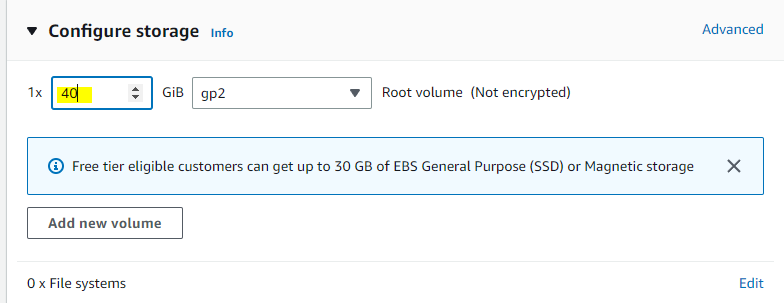 Configure storage Info Advanced
1x 40 GiB gp2 Root volume (Not encrypted)
Free tier eligible customers can get up to 30 GB of EBS General Purpose (SSD) or Magnetic storage
Add new volume
0 x File systems Edit